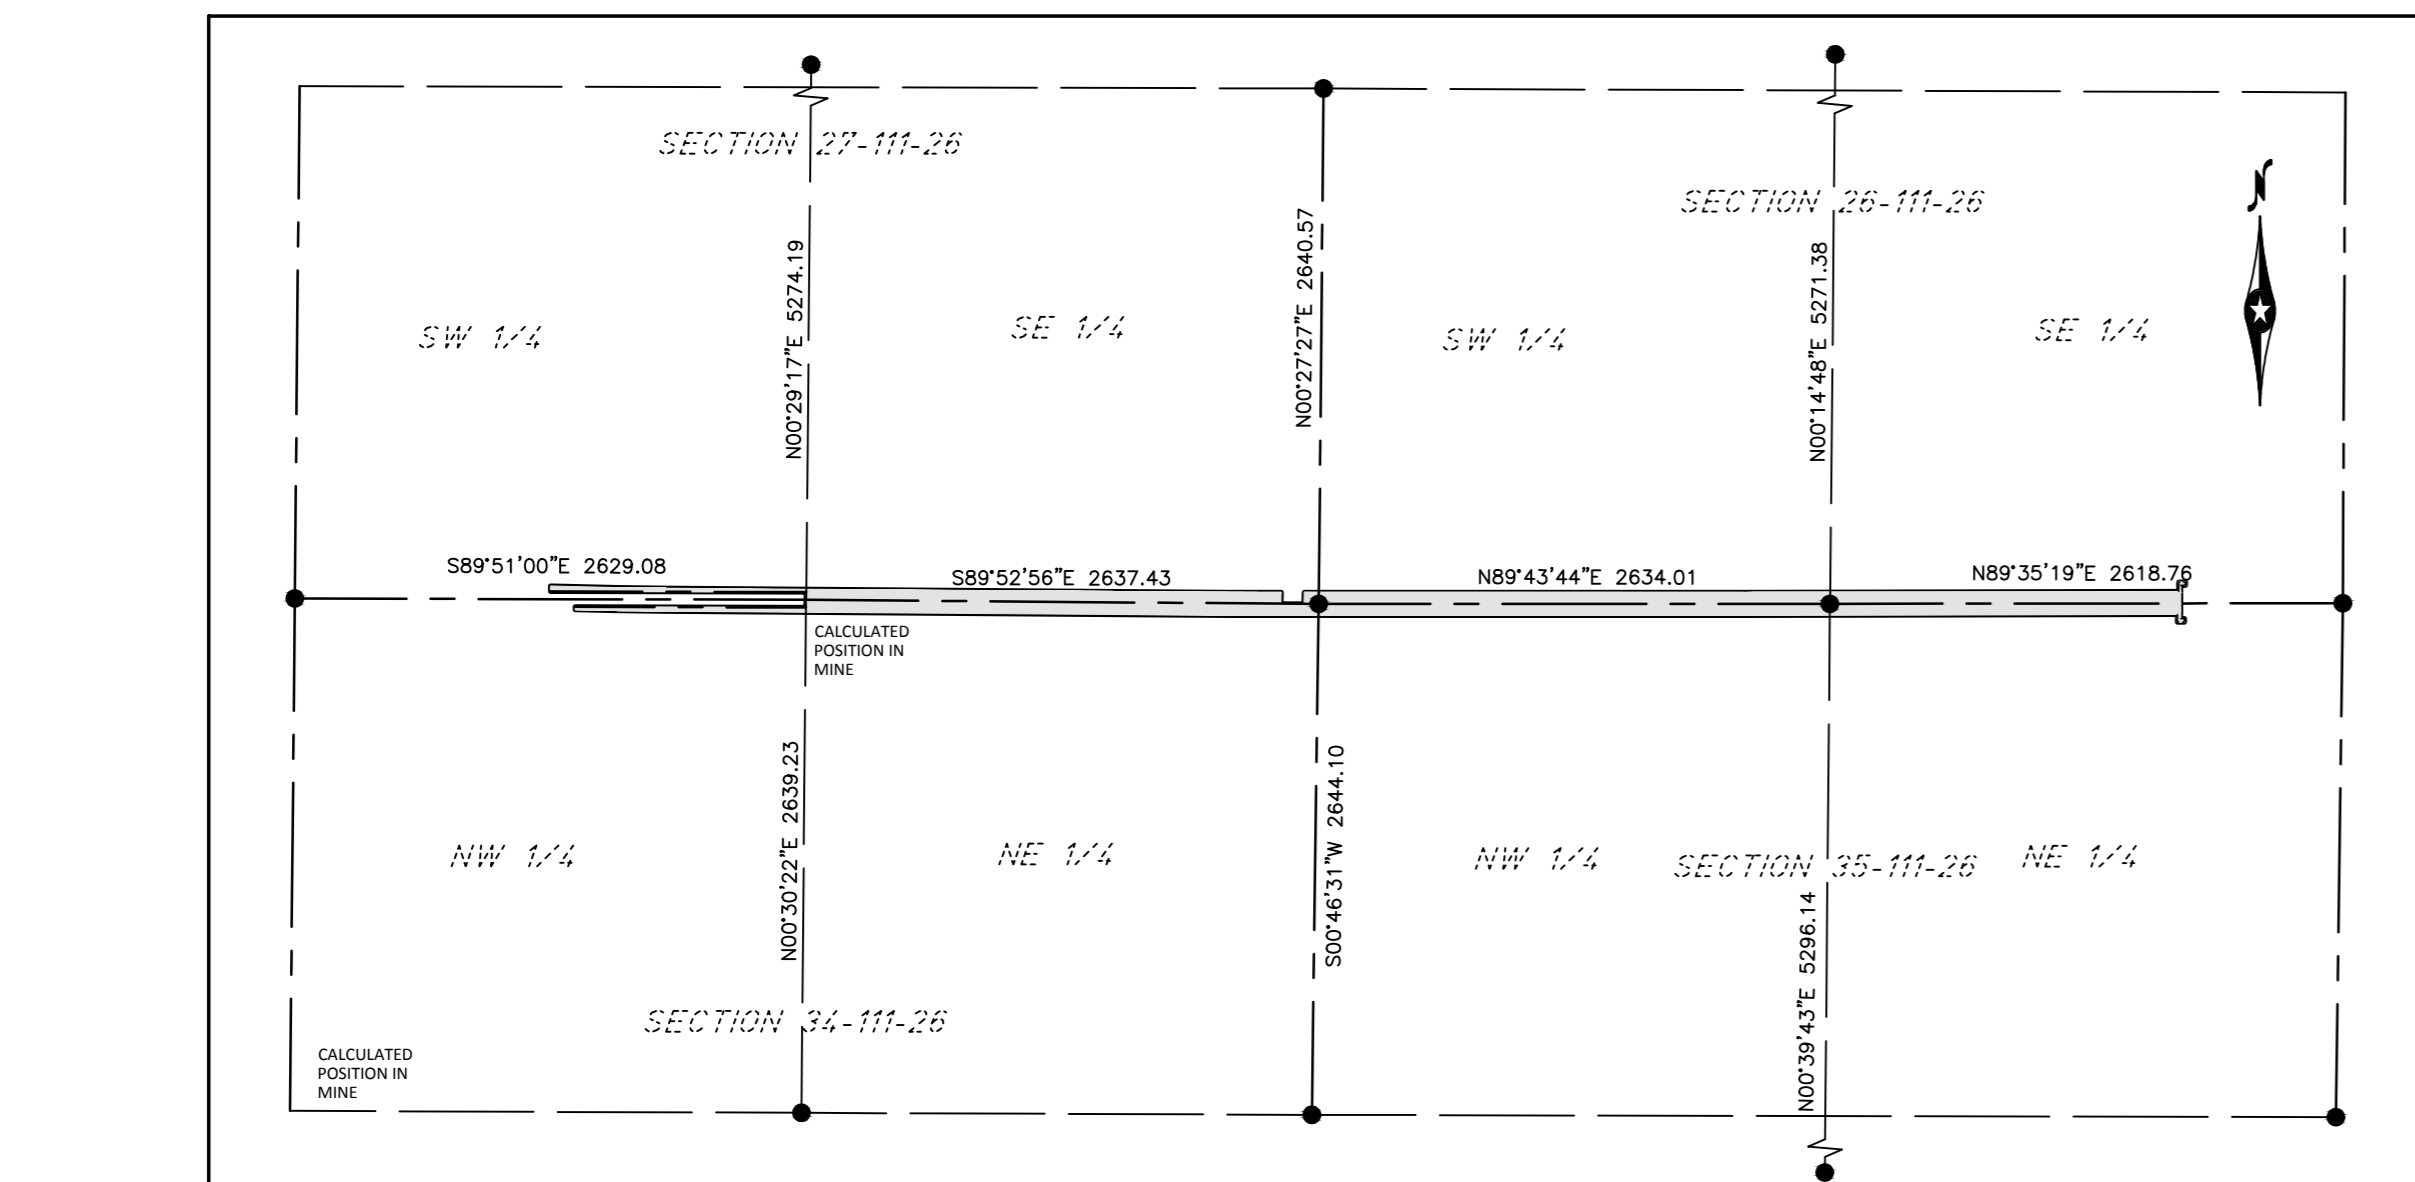 SECTION 27-111-26
SECTION 26-111-26
N
N00°29'17"E 5274.19
N00°27'27"E 2640.57
N00°14'48"E 5271.38
SW 1/4
SE 1/4
SW 1/4
SE 1/4
S89°51'00"E 2629.08
S89°52'56"E 2637.43
N89°43'44"E 2634.01
N89°35'19"E 2618.76
CALCULATED
POSITION IN
MINE
N00°30'22"E 2639.23
S00°46'31"W 2644.10
NW 1/4
NE 1/4
NW 1/4
SECTION 35-111-26
NE 1/4
N00°39'43"E 5296.14
SECTION 34-111-26
CALCULATED
POSITION IN
MINE